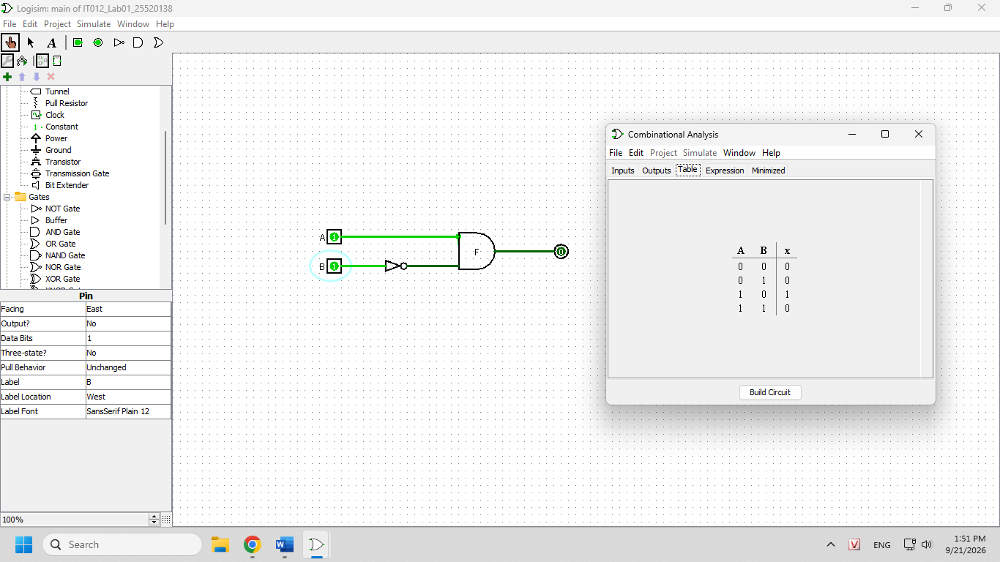 Logisim: main of IT012_Lab01_25520138
File Edit Project Simulate Window Help
A
Tunnel
Pull Resistor
Clock
1 Constant
Power
Ground
Transistor
Transmission Gate
Bit Extender
Gates
NOT Gate
Buffer
AND Gate
OR Gate
NAND Gate
NOR Gate
XOR Gate
Pin
Facing East
Output? No
Data Bits 1
Three-state? No
Pull Behavior Unchanged
Label B
Label Location West
Label Font SansSerif Plain 12
100%
A 1
B 1
F
0
Combinational Analysis
File Edit Project Simulate Window Help
Inputs Outputs Table Expression Minimized
A B x
0 0 0
0 1 0
1 0 1
1 1 0
Build Circuit
Search
V
ENG
1:51 PM
9/21/2026